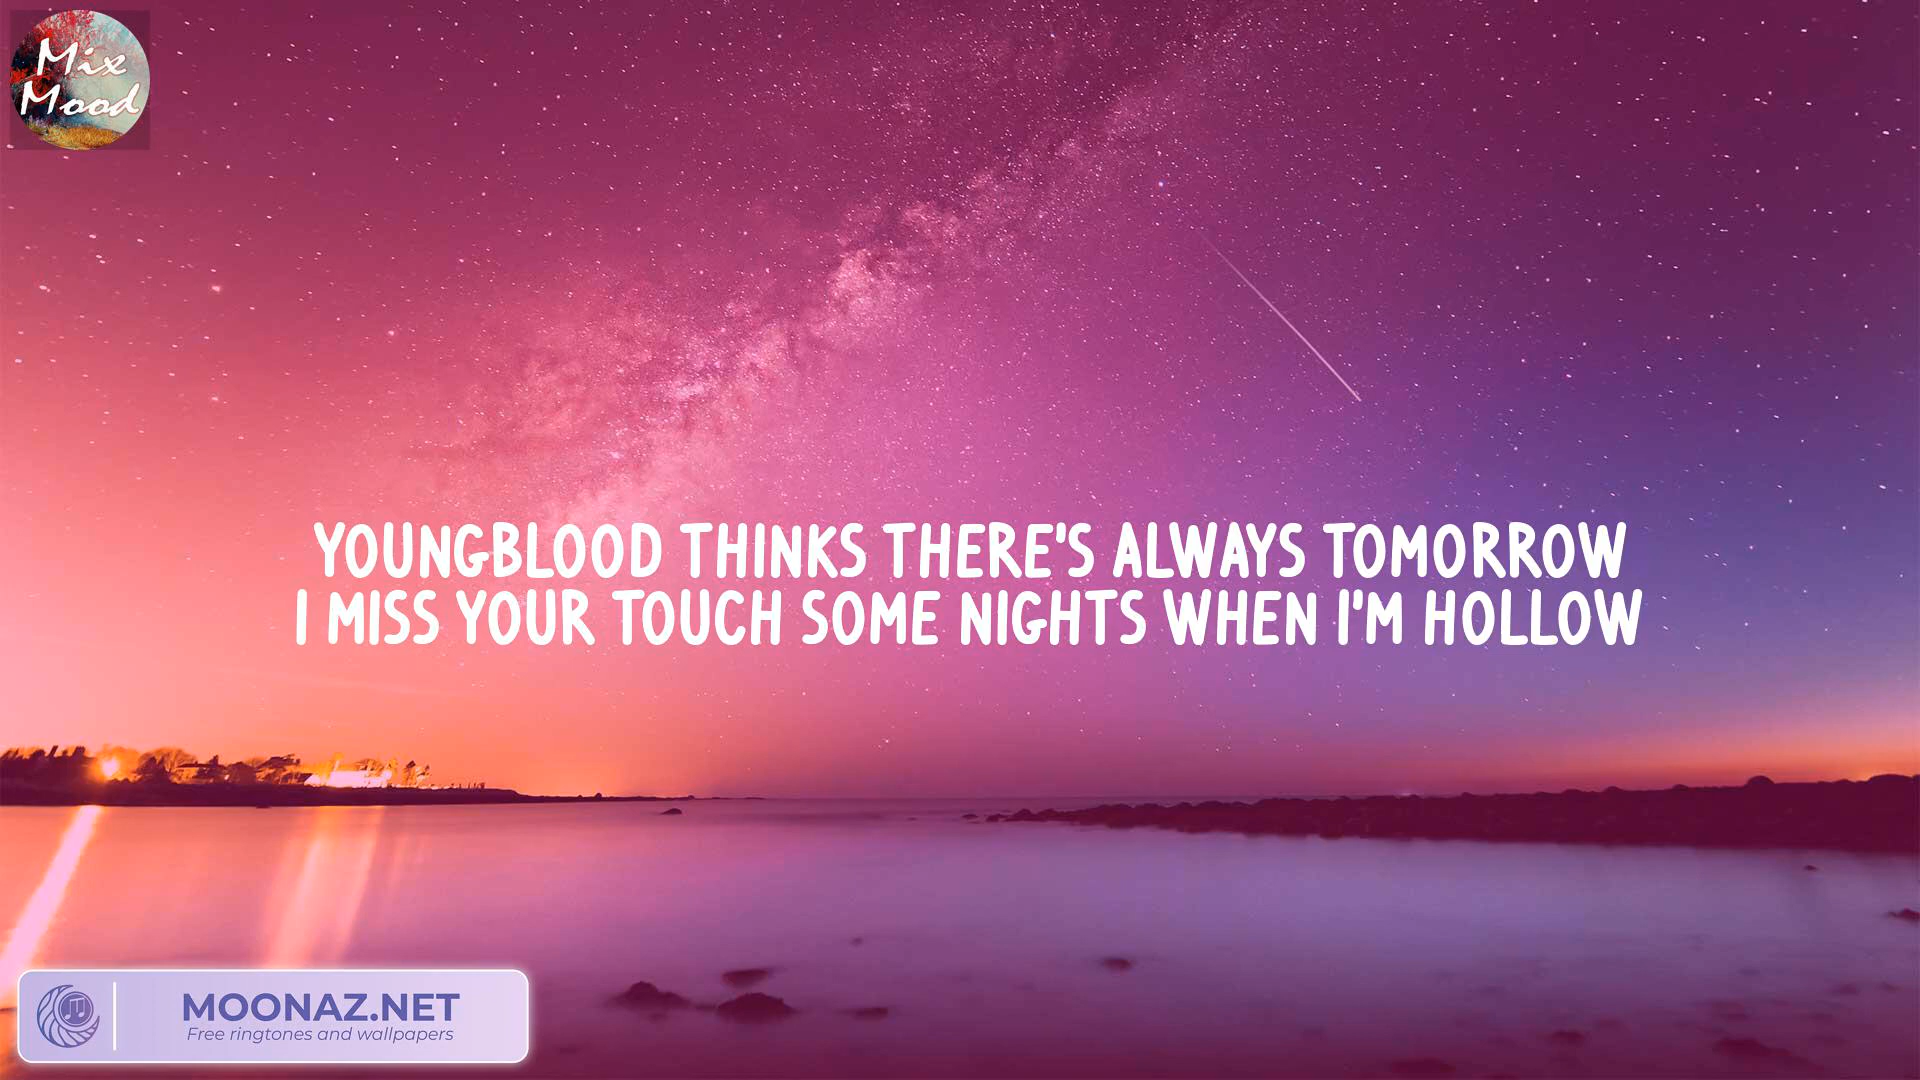 Mix
Mood
YOUNGBLOOD THINKS THERE'S ALWAYS TOMORROW
I MISS YOUR TOUCH SOME NIGHTS WHEN I'M HOLLOW
MOONAZ.NET
Free ringtones and wallpapers